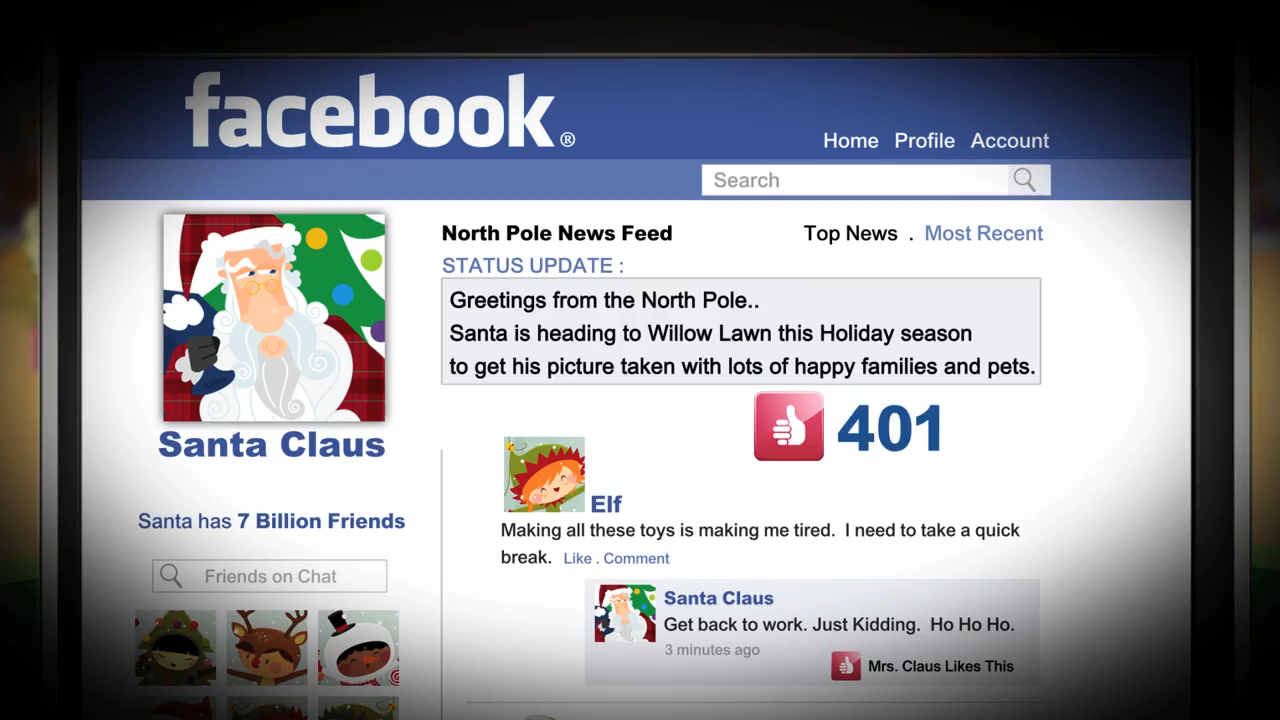 facebook®
Home Profile Account
Search
North Pole News Feed
Top News . Most Recent
STATUS UPDATE :
Greetings from the North Pole..
Santa is heading to Willow Lawn this Holiday season
to get his picture taken with lots of happy families and pets.
401
Santa Claus
Santa has 7 Billion Friends
Friends on Chat
Elf
Making all these toys is making me tired. I need to take a quick
break. Like . Comment
Santa Claus
Get back to work. Just Kidding. Ho Ho Ho.
3 minutes ago
Mrs. Claus Likes This